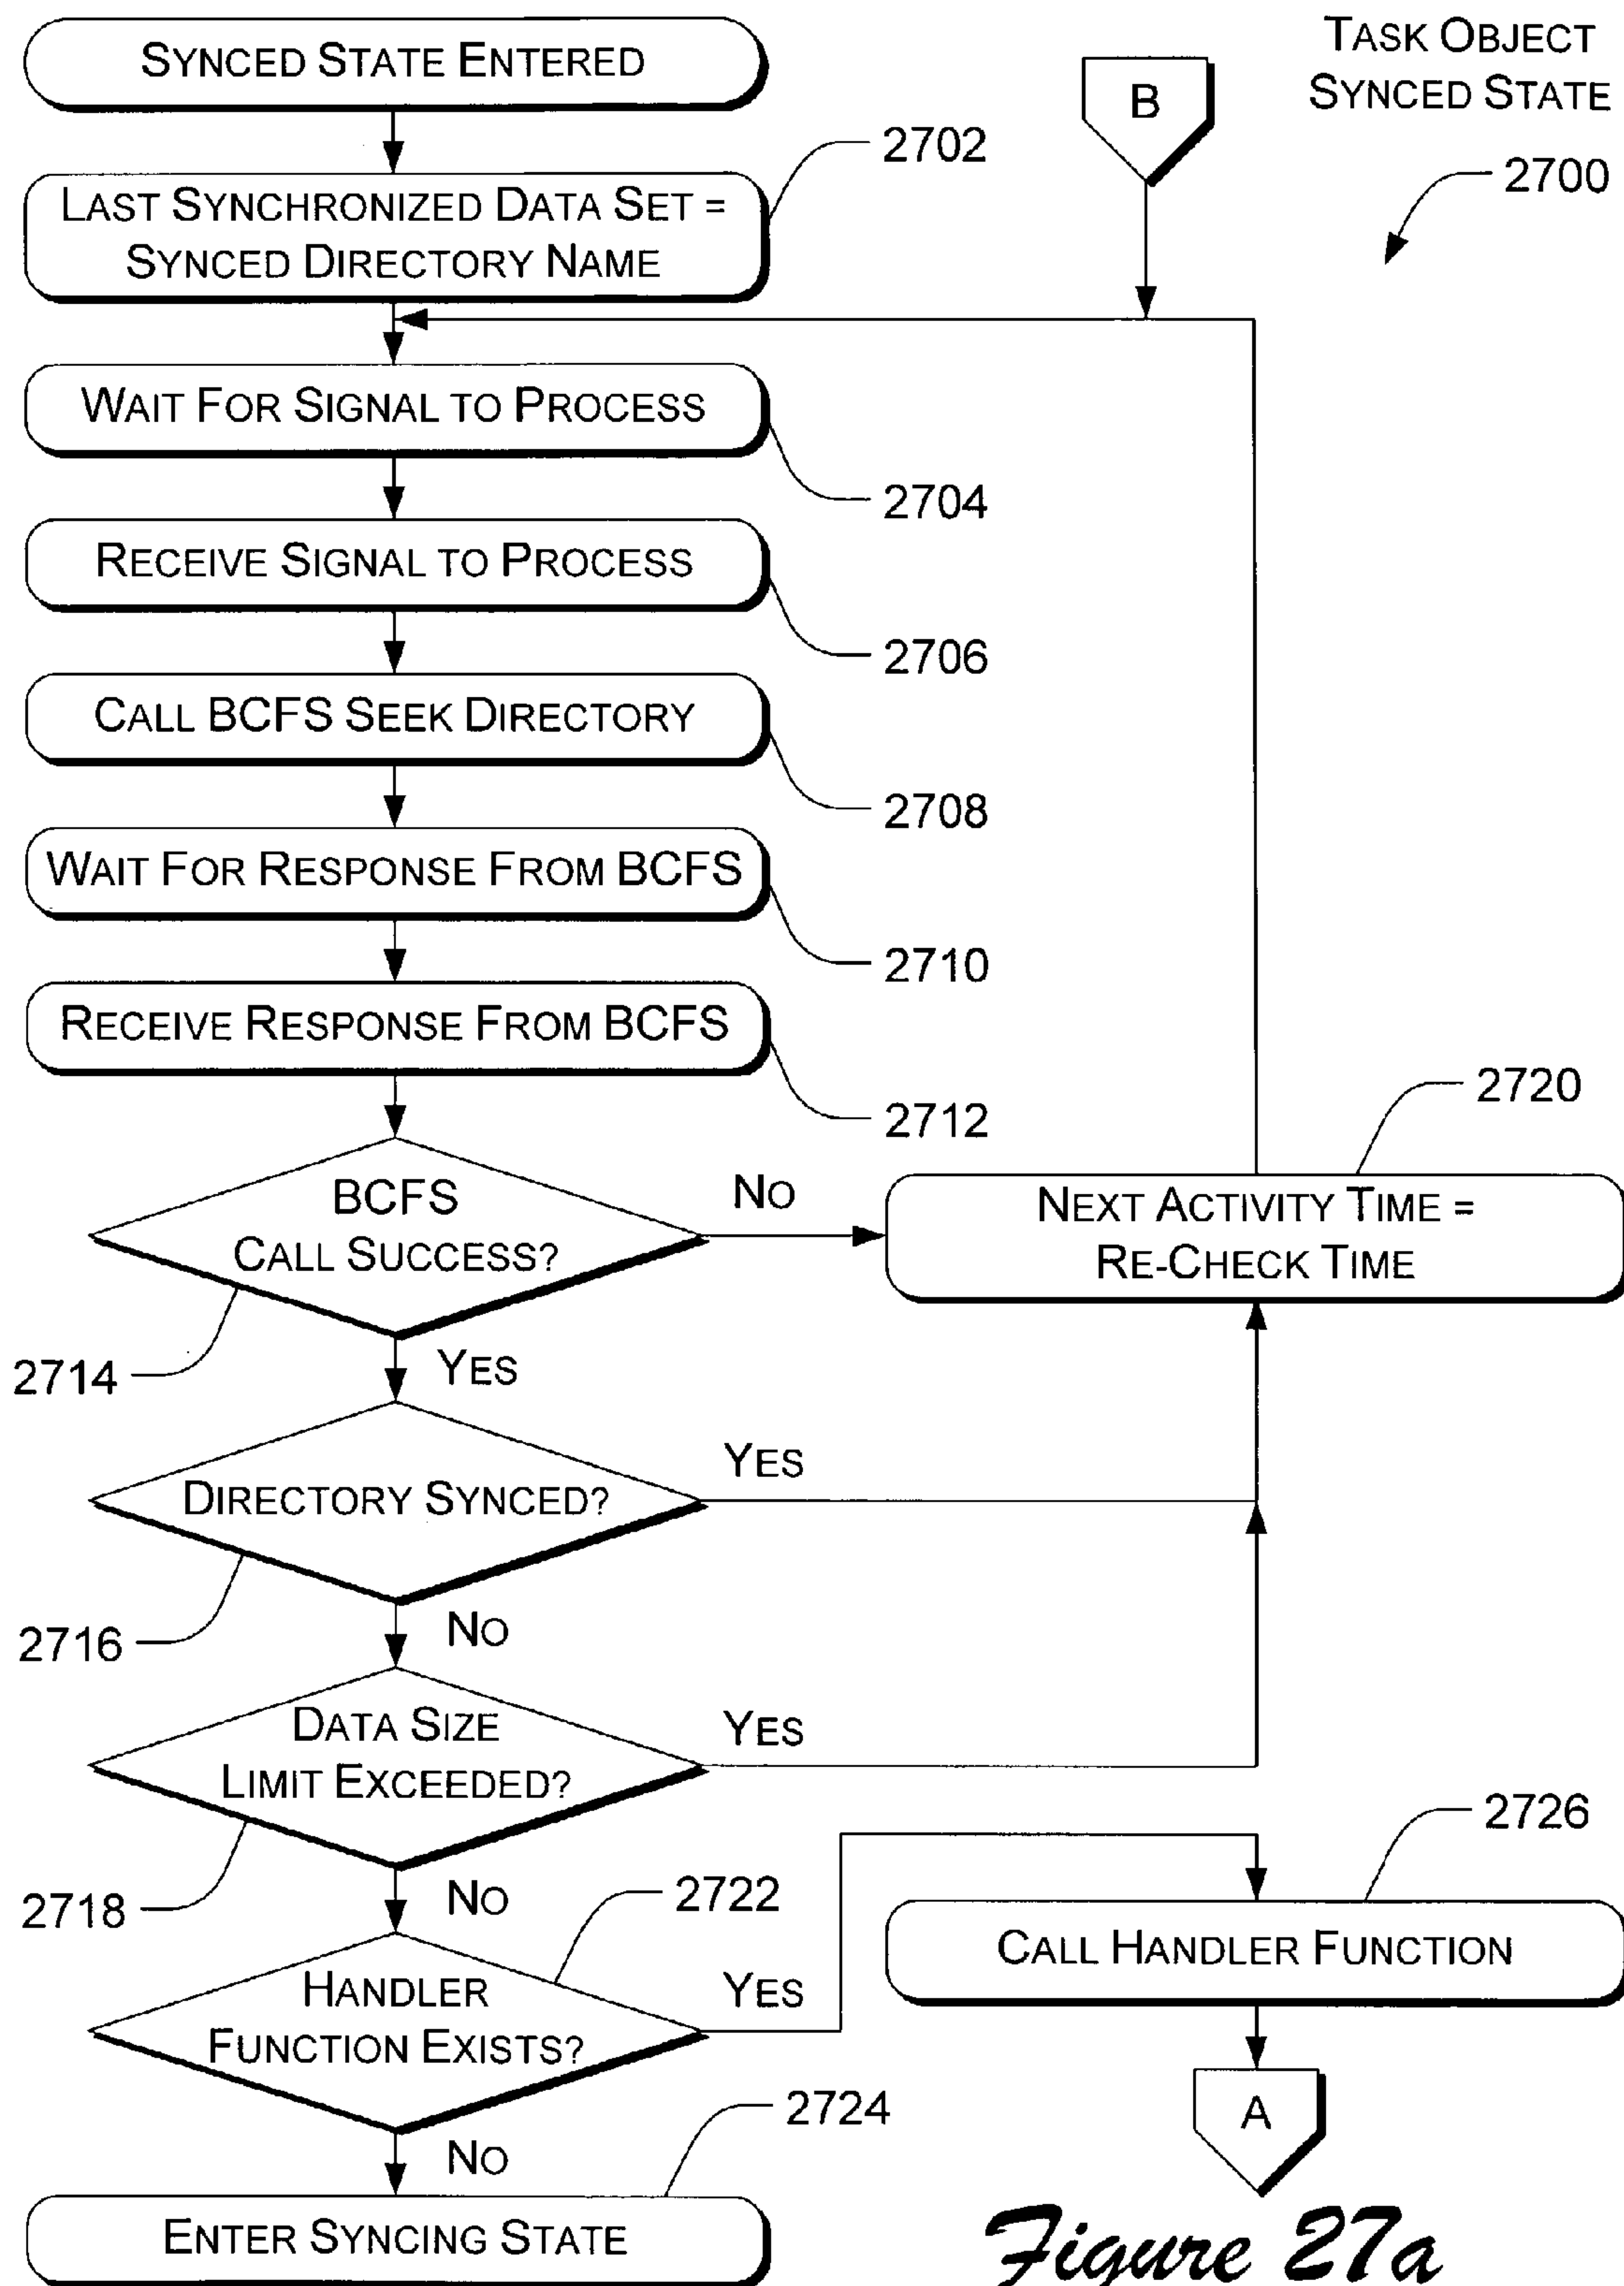 SYNCED STATE ENTERED
B
TASK OBJECT
SYNCED STATE
2700
2702
LAST SYNCHRONIZED DATA SET =
SYNCED DIRECTORY NAME
WAIT FOR SIGNAL TO PROCESS
2704
RECEIVE SIGNAL TO PROCESS
2706
CALL BCFS SEEK DIRECTORY
2708
WAIT FOR RESPONSE FROM BCFS
2710
RECEIVE RESPONSE FROM BCFS
2712
BCFS
CALL SUCCESS?
NO
2720
NEXT ACTIVITY TIME =
RE-CHECK TIME
2714
YES
DIRECTORY SYNCED?
YES
2716
NO
DATA SIZE
LIMIT EXCEEDED?
YES
2718
NO
2722
2726
HANDLER
FUNCTION EXISTS?
YES
CALL HANDLER FUNCTION
A
2724
NO
ENTER SYNCING STATE
Figure 27a